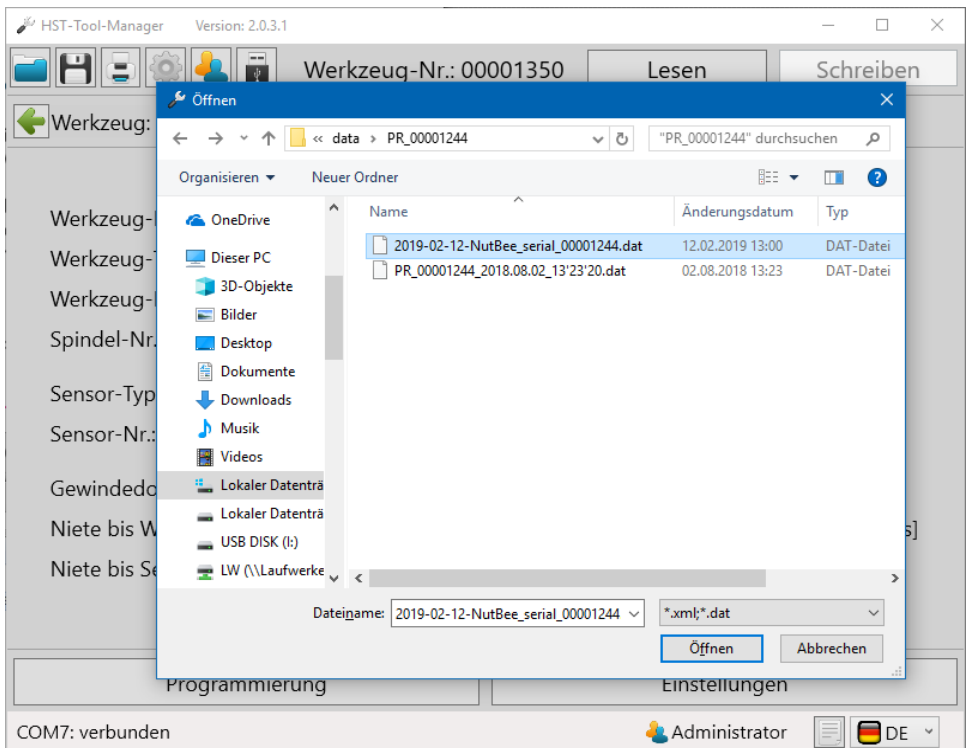 HST-Tool-Manager Version: 2.0.3.1
Werkzeug-Nr.: 00001350 Lesen Schreiben
Öffnen
Werkzeug:
« data > PR_00001244 "PR_00001244" durchsuchen
Organisieren Neuer Ordner
Name Änderungsdatum Typ
2019-02-12-NutBee_serial_00001244.dat 12.02.2019 13:00 DAT-Datei
PR_00001244_2018.08.02_13'23'20.dat 02.08.2018 13:23 DAT-Datei
OneDrive
Dieser PC
3D-Objekte
Bilder
Desktop
Dokumente
Downloads
Musik
Videos
Lokaler Datenträ
Lokaler Datenträ
USB DISK (I:)
LW (\\Laufwerke
Werkzeug-
Werkzeug-
Werkzeug-
Spindel-Nr.
Sensor-Typ
Sensor-Nr.:
Gewindedo
Niete bis W s]
Niete bis Se
Dateiname: 2019-02-12-NutBee_serial_00001244 *.xml;*.dat
Öffnen Abbrechen
Programmierung Einstellungen
COM7: verbunden Administrator DE